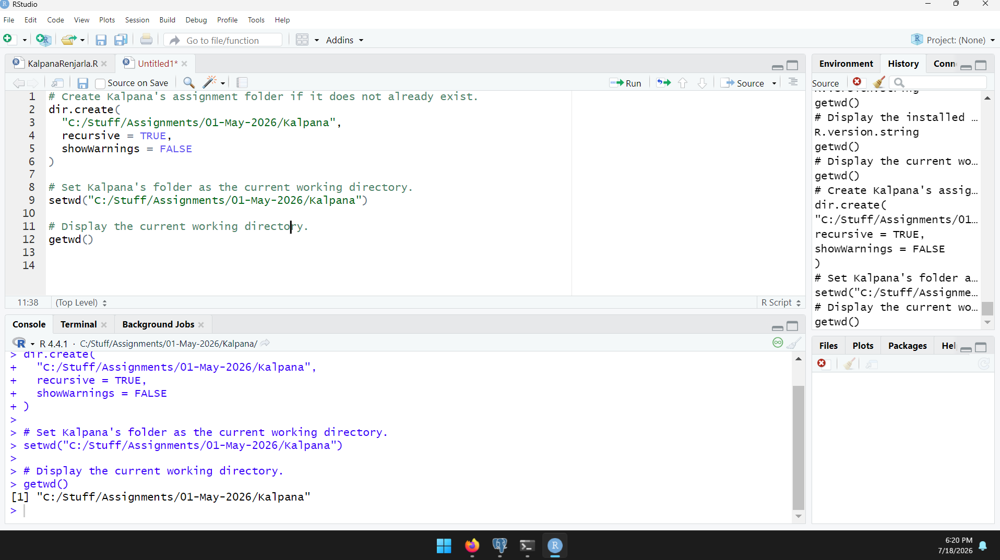 RStudio
File Edit Code View Plots Session Build Debug Profile Tools Help
Go to file/function Addins Project: (None)
KalpanaRenjarla.R Untitled1*
Source on Save Run Source
1 # Create Kalpana's assignment folder if it does not already exist.
2 dir.create(
3 "C:/Stuff/Assignments/01-May-2026/Kalpana",
4 recursive = TRUE,
5 showWarnings = FALSE
6 )
7
8 # Set Kalpana's folder as the current working directory.
9 setwd("C:/Stuff/Assignments/01-May-2026/Kalpana")
10
11 # Display the current working directory.
12 getwd()
13
14
11:38 (Top Level) R Script
Console Terminal Background Jobs
R 4.4.1 · C:/Stuff/Assignments/01-May-2026/Kalpana/
> dir.create(
+ "C:/Stuff/Assignments/01-May-2026/Kalpana",
+ recursive = TRUE,
+ showWarnings = FALSE
+ )
>
> # Set Kalpana's folder as the current working directory.
> setwd("C:/Stuff/Assignments/01-May-2026/Kalpana")
>
> # Display the current working directory.
> getwd()
[1] "C:/Stuff/Assignments/01-May-2026/Kalpana"
>
Environment History Conn
Source
R.version.string
getwd()
# Display the installed …
R.version.string
getwd()
# Display the current wo…
getwd()
# Create Kalpana's assig…
dir.create(
"C:/Stuff/Assignments/01…
recursive = TRUE,
showWarnings = FALSE
)
# Set Kalpana's folder a…
setwd("C:/Stuff/Assignme…
# Display the current wo…
getwd()
Files Plots Packages Hel
6:20 PM
7/18/2026